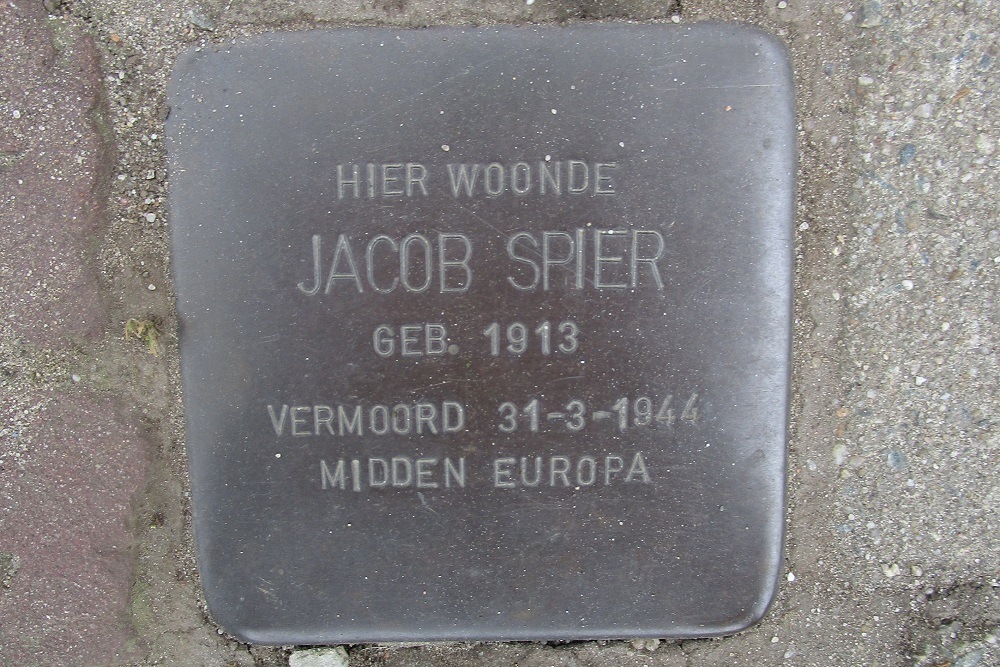 HIER WOONDE
JACOB SPIER
GEB. 1913
VERMOORD 31-3-1944
MIDDEN EUROPA